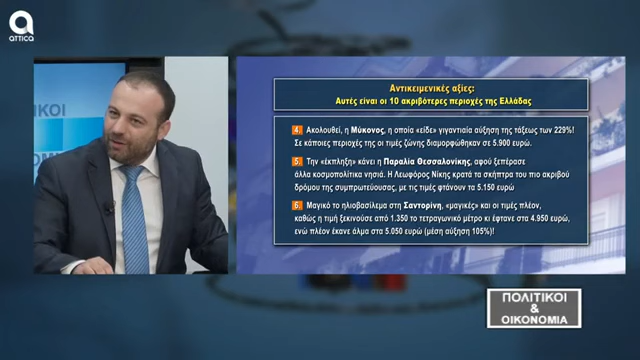 attica
Αντικειμενικές αξίες:
Αυτές είναι οι 10 ακριβότερες περιοχές της Ελλάδας
4. Ακολουθεί, η Μύκονος, η οποία «είδε» γιγαντιαία αύξηση της τάξεως των 229%!
Σε κάποιες περιοχές της οι τιμές ζώνης διαμορφώθηκαν σε 5.900 ευρώ.
5. Την «έκπληξη» κάνει η Παραλία Θεσσαλονίκης, αφού ξεπέρασε
άλλα κοσμοπολίτικα νησιά. Η Λεωφόρος Νίκης κρατά τα σκήπτρα του πιο ακριβού
δρόμου της συμπρωτεύουσας, με τις τιμές φτάνουν τα 5.150 ευρώ
6. Μαγικό το ηλιοβασίλεμα στη Σαντορίνη, «μαγικές» και οι τιμές πλέον,
καθώς η τιμή ξεκινούσε από 1.350 το τετραγωνικό μέτρο κι έφτανε στα 4.950 ευρώ,
ενώ πλέον έκανε άλμα στα 5.050 ευρώ (μέση αύξηση 105%)!
ΙΚΟΙ
ΠΟΛΙΤΙΚΟΙ
&
ΟΙΚΟΝΟΜΙΑ